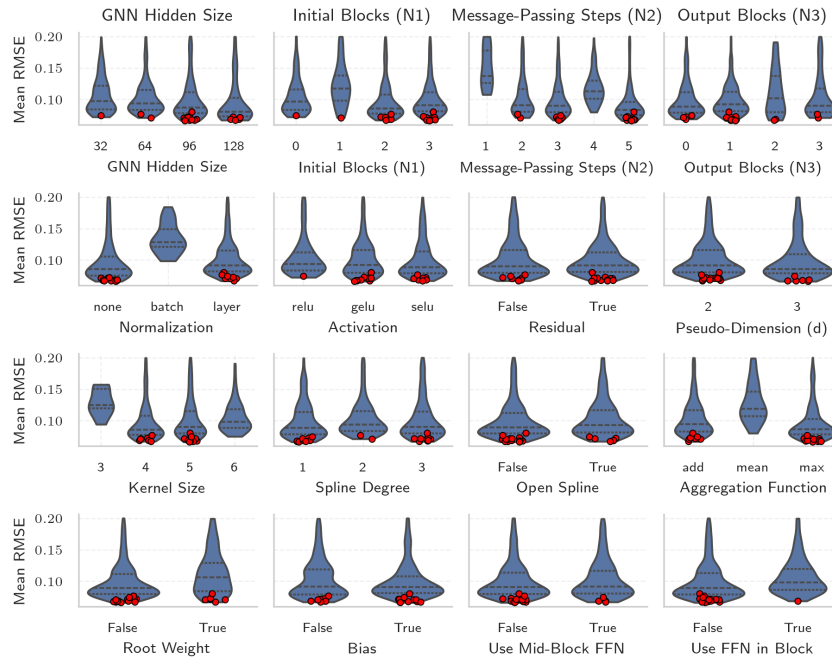 GNN Hidden Size Initial Blocks (N1) Message-Passing Steps (N2) Output Blocks (N3)
0.20
0.15
0.10
Mean RMSE
32 64 96 128 0 1 2 3 1 2 3 4 5 0 1 2 3
GNN Hidden Size Initial Blocks (N1) Message-Passing Steps (N2) Output Blocks (N3)
0.20
0.15
0.10
Mean RMSE
none batch layer relu gelu selu False True 2 3
Normalization Activation Residual Pseudo-Dimension (d)
0.20
0.15
0.10
Mean RMSE
3 4 5 6 1 2 3 False True add mean max
Kernel Size Spline Degree Open Spline Aggregation Function
0.20
0.15
0.10
Mean RMSE
False True False True False True False True
Root Weight Bias Use Mid-Block FFN Use FFN in Block